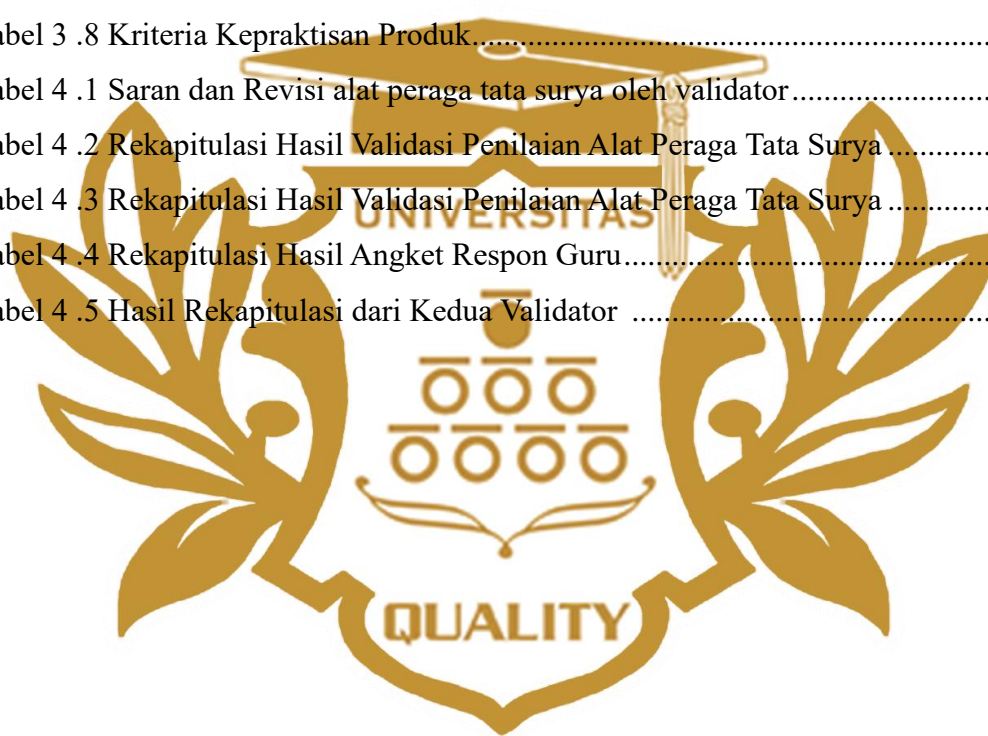 abel 3 .8 Kriteria Kepraktisan Produk..............................................................
abel 4 .1 Saran dan Revisi alat peraga tata surya oleh validator.........................
abel 4 .2 Rekapitulasi Hasil Validasi Penilaian Alat Peraga Tata Surya .............
abel 4 .3 Rekapitulasi Hasil Validasi Penilaian Alat Peraga Tata Surya .............
UNIVERSITAS
abel 4 .4 Rekapitulasi Hasil Angket Respon Guru..............................................
abel 4 .5 Hasil Rekapitulasi dari Kedua Validator .............................................
QUALITY